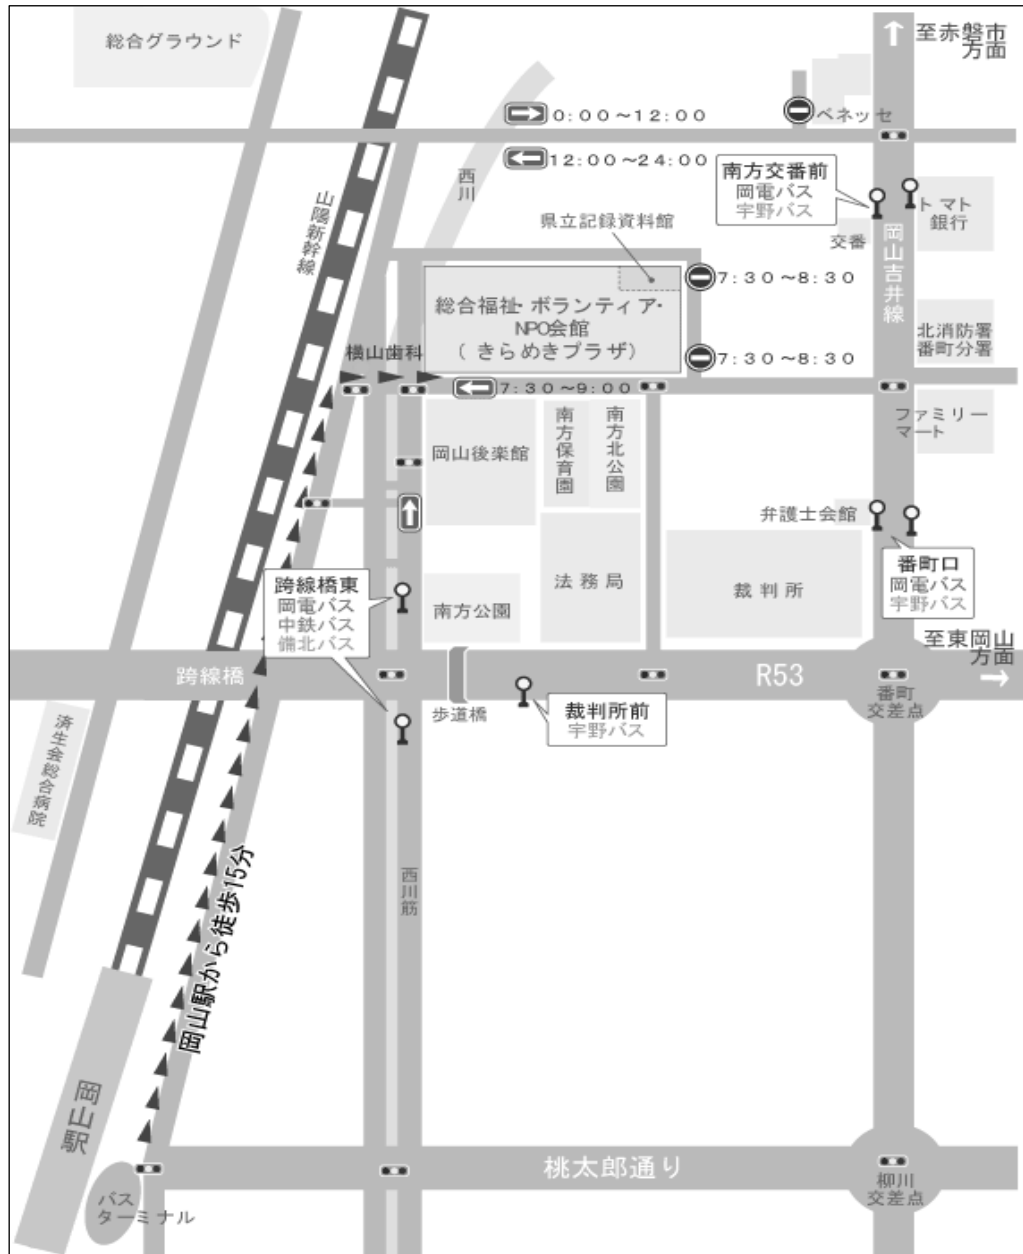 総合グラウンド
至赤磐市
方面
0:00～12:00
ベネッセ
12:00～24:00
西川
南方交番前
岡電バス
宇野バス
トマト
銀行
山陽新幹線
県立記録資料館
交番
岡山吉井線
7:30～8:30
総合福祉・ボランティア・
NPO会館
（きらめきプラザ）
北消防署
番町分署
横山歯科
7:30～8:30
7:30～9:00
ファミリー
マート
岡山後楽館
南方保育園
南方北公園
弁護士会館
番町口
岡電バス
宇野バス
跨線橋東
岡電バス
中鉄バス
備北バス
南方公園
法務局
裁判所
至東岡山
方面
跨線橋
R53
番町
交差点
歩道橋
裁判所前
宇野バス
済生会総合病院
岡山駅から徒歩15分
西川筋
岡山駅
桃太郎通り
柳川
交差点
バス
ターミナル